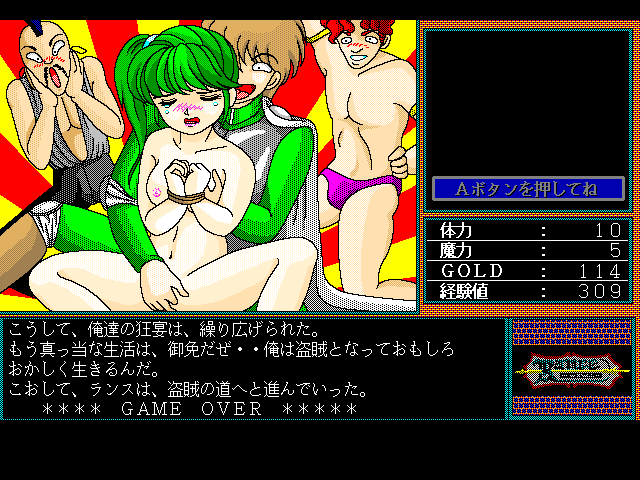 Aボタンを押してね
体力 : 10
魔力 : 5
GOLD : 114
経験値 : 309
こうして、俺達の狂宴は、繰り広げられた。
もう真っ当な生活は、御免だぜ・・俺は盗賊となっておもしろ
おかしく生きるんだ。
こおして、ランスは、盗賊の道へと進んでいった。
**** GAME OVER *****